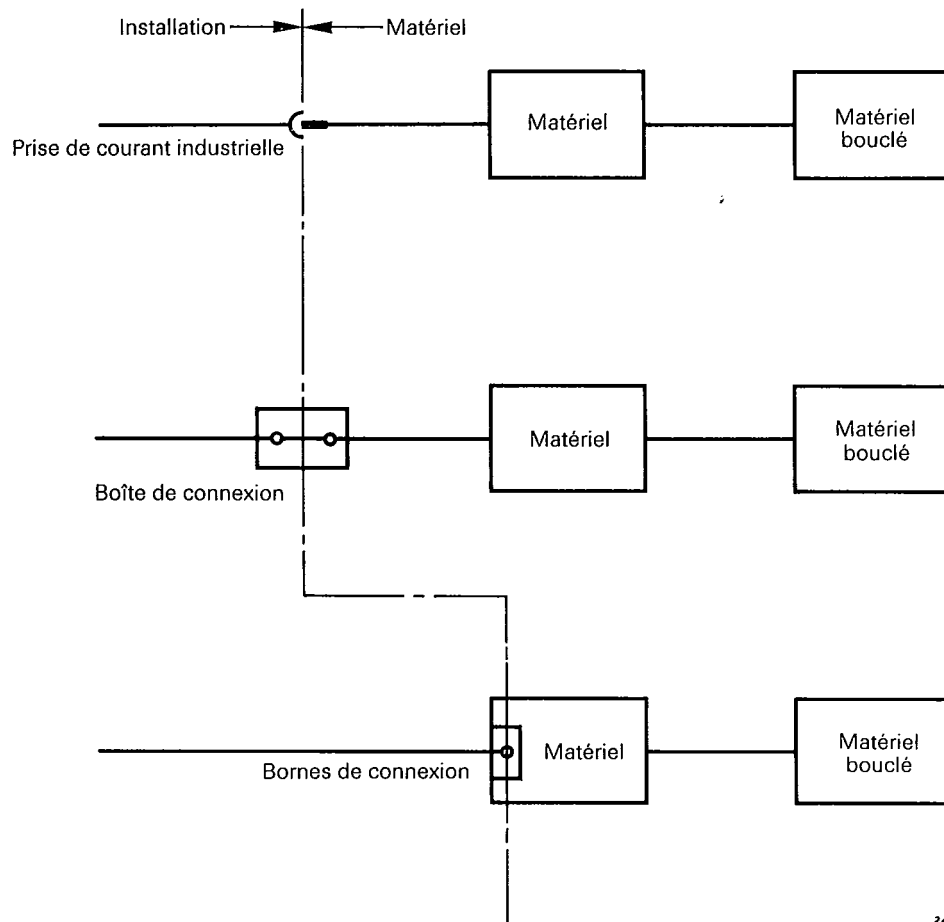 Installation
Matériel
Prise de courant industrielle
Matériel
Matériel
bouclé
Boîte de connexion
Matériel
Matériel
bouclé
Bornes de connexion
Matériel
Matériel
bouclé